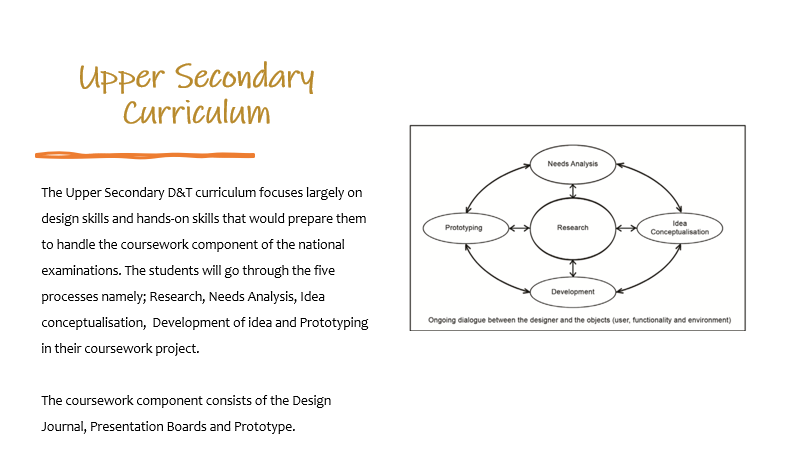 Upper Secondary
Curriculum
The Upper Secondary D&T curriculum focuses largely on
design skills and hands-on skills that would prepare them
to handle the coursework component of the national
examinations. The students will go through the five
processes namely; Research, Needs Analysis, Idea
conceptualisation,  Development of idea and Prototyping
in their coursework project.
The coursework component consists of the Design
Journal, Presentation Boards and Prototype.
Needs Analysis
Prototyping
Research
Idea
Conceptualisation
Development
Ongoing dialogue between the designer and the objects (user, functionality and environment)